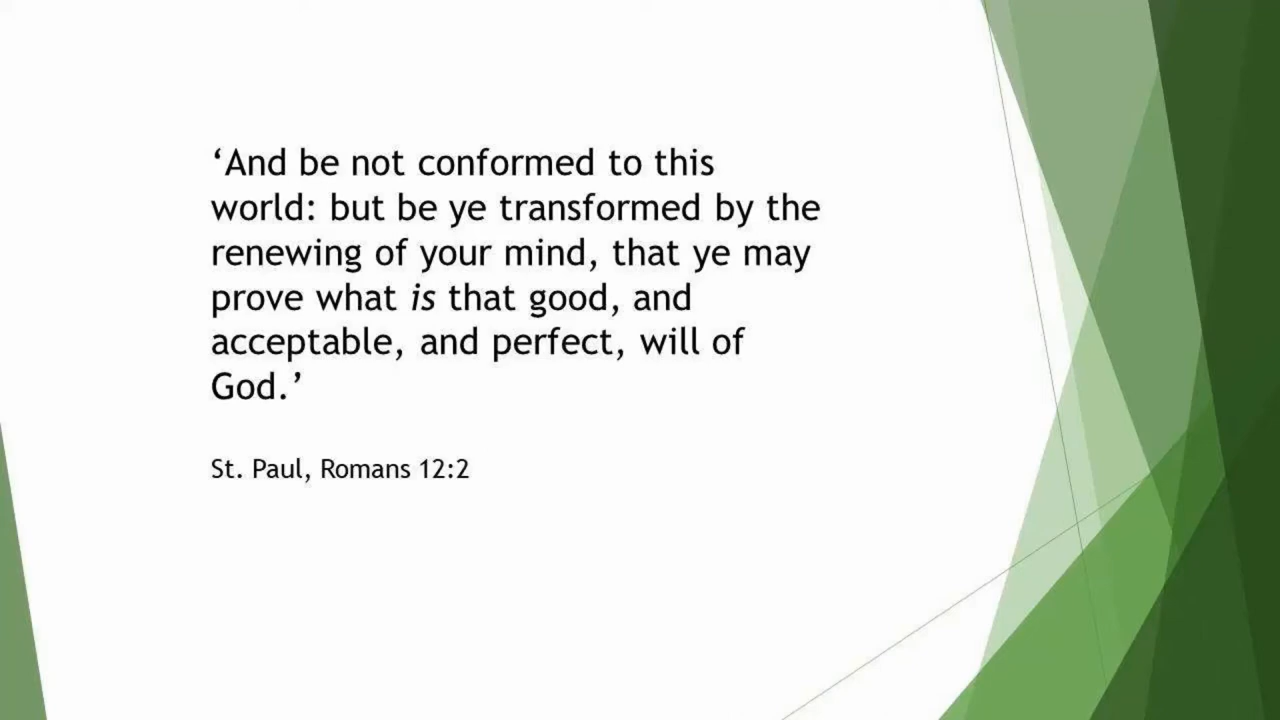 ‘And be not conformed to this
world: but be ye transformed by the
renewing of your mind, that ye may
prove what is that good, and
acceptable, and perfect, will of
God.’
St. Paul, Romans 12:2